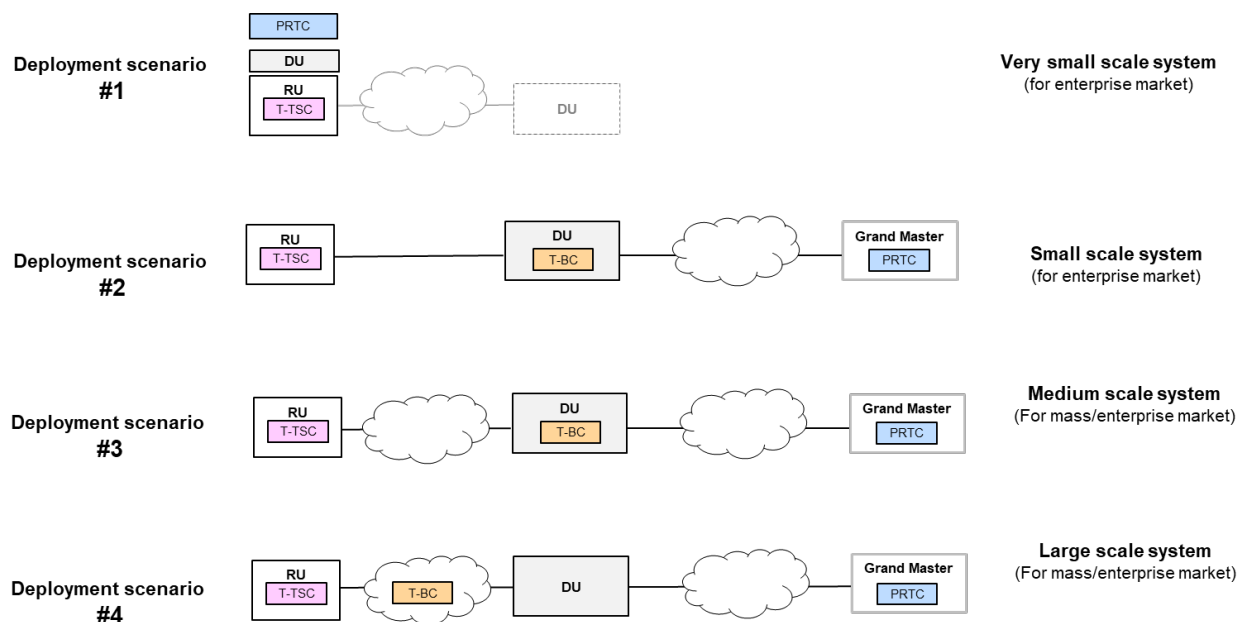 PRTC
Deployment scenario
#1
DU
RU
T-TSC
DU
Very small scale system
(for enterprise market)
Deployment scenario
#2
RU
T-TSC
DU
T-BC
Grand Master
PRTC
Small scale system
(for enterprise market)
Deployment scenario
#3
RU
T-TSC
DU
T-BC
Grand Master
PRTC
Medium scale system
(For mass/enterprise market)
Deployment scenario
#4
RU
T-TSC
T-BC
DU
Grand Master
PRTC
Large scale system
(For mass/enterprise market)